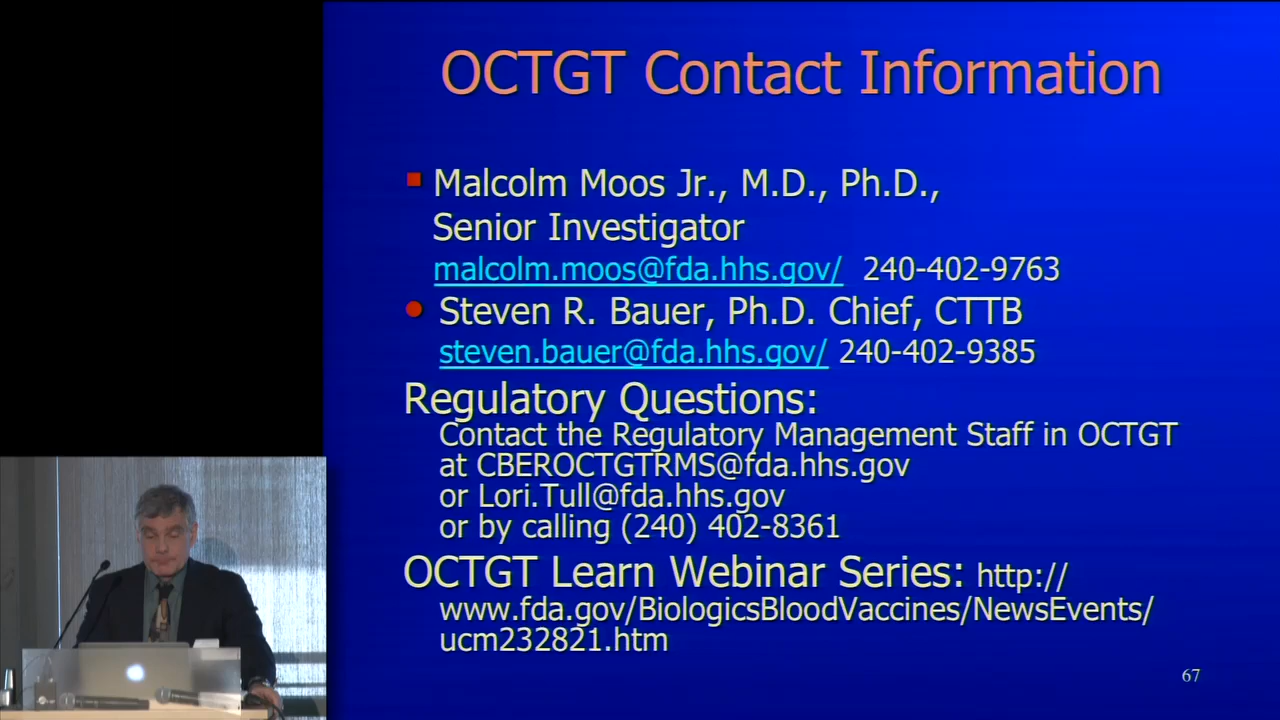 OCTGT Contact Information
Malcolm Moos Jr., M.D., Ph.D.,
Senior Investigator
malcolm.moos@fda.hhs.gov/ 240-402-9763
Steven R. Bauer, Ph.D. Chief, CTTB
steven.bauer@fda.hhs.gov/ 240-402-9385
Regulatory Questions:
Contact the Regulatory Management Staff in OCTGT
at CBEROCTGTRMS@fda.hhs.gov
or Lori.Tull@fda.hhs.gov
or by calling (240) 402-8361
OCTGT Learn Webinar Series: http://
www.fda.gov/BiologicsBloodVaccines/NewsEvents/
ucm232821.htm
67